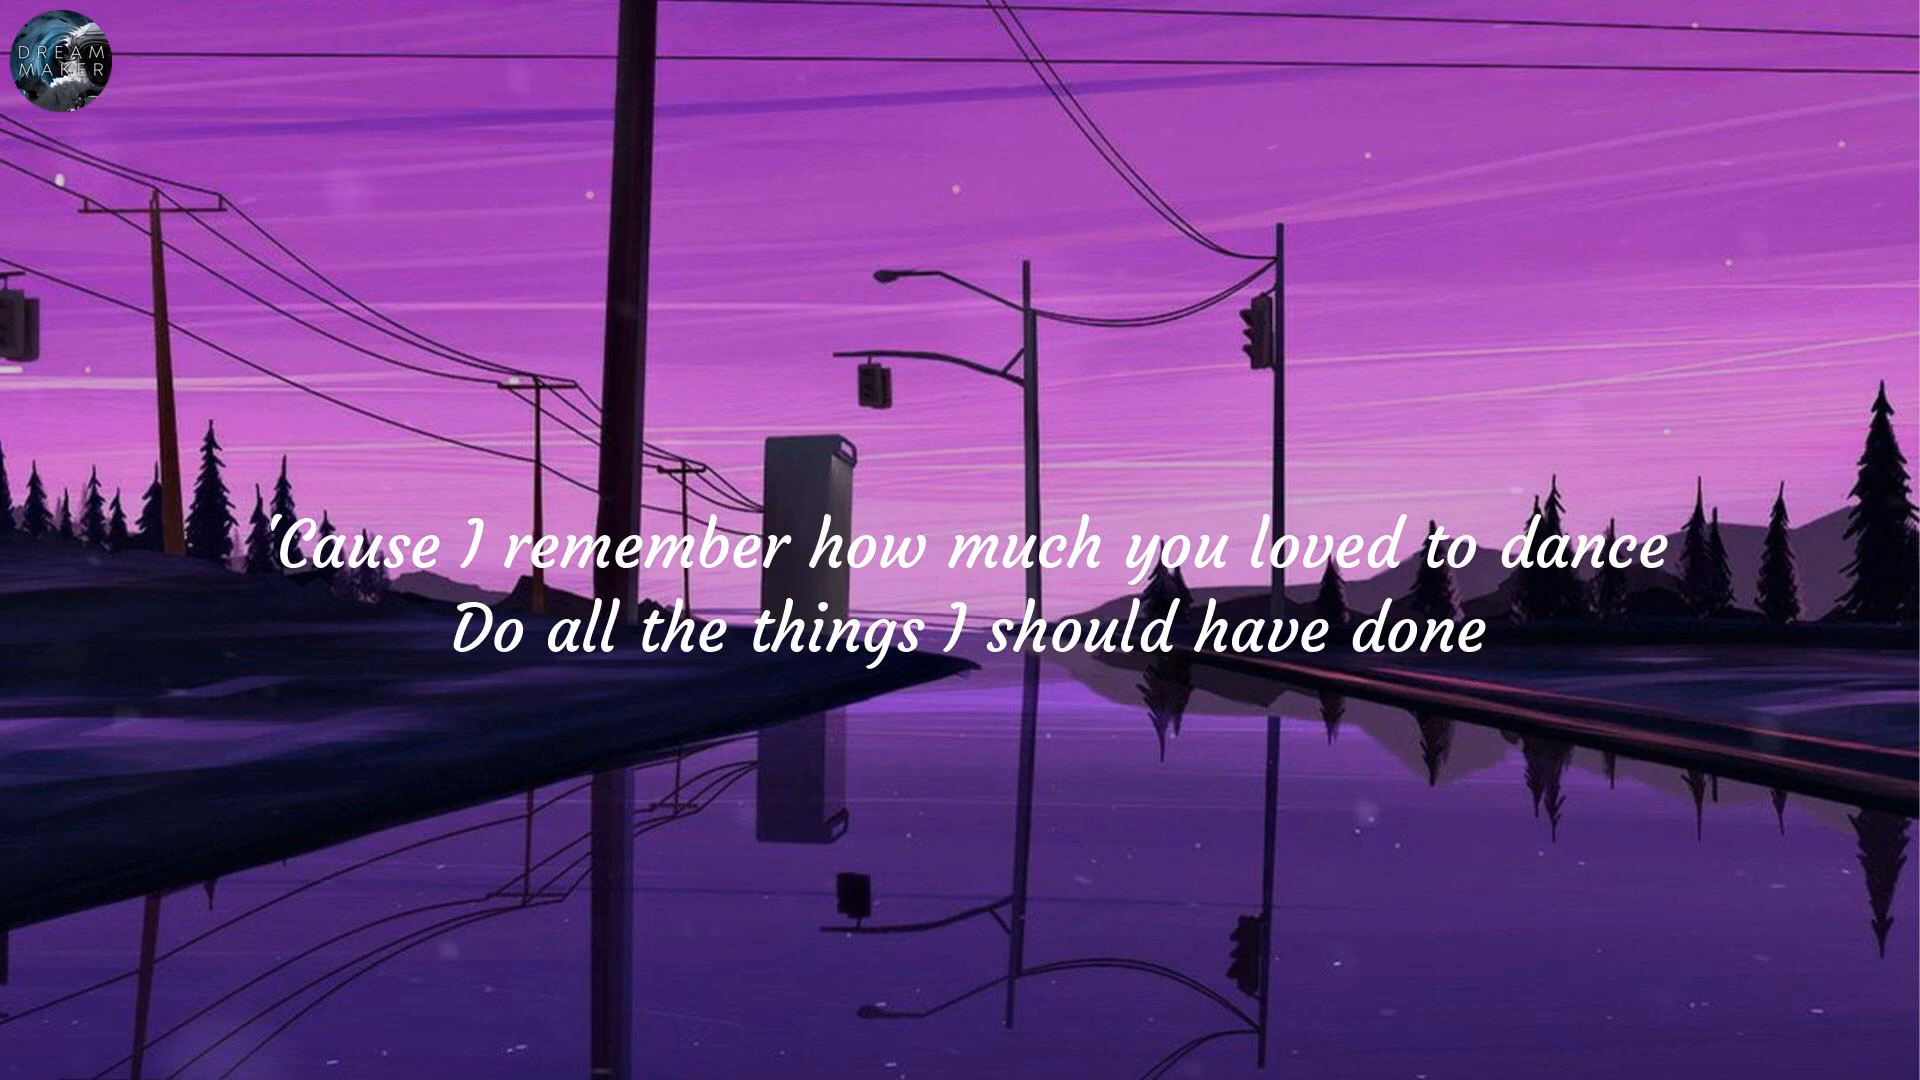 DREAM
MAKER
'Cause I remember how much you loved to dance
Do all the things I should have done